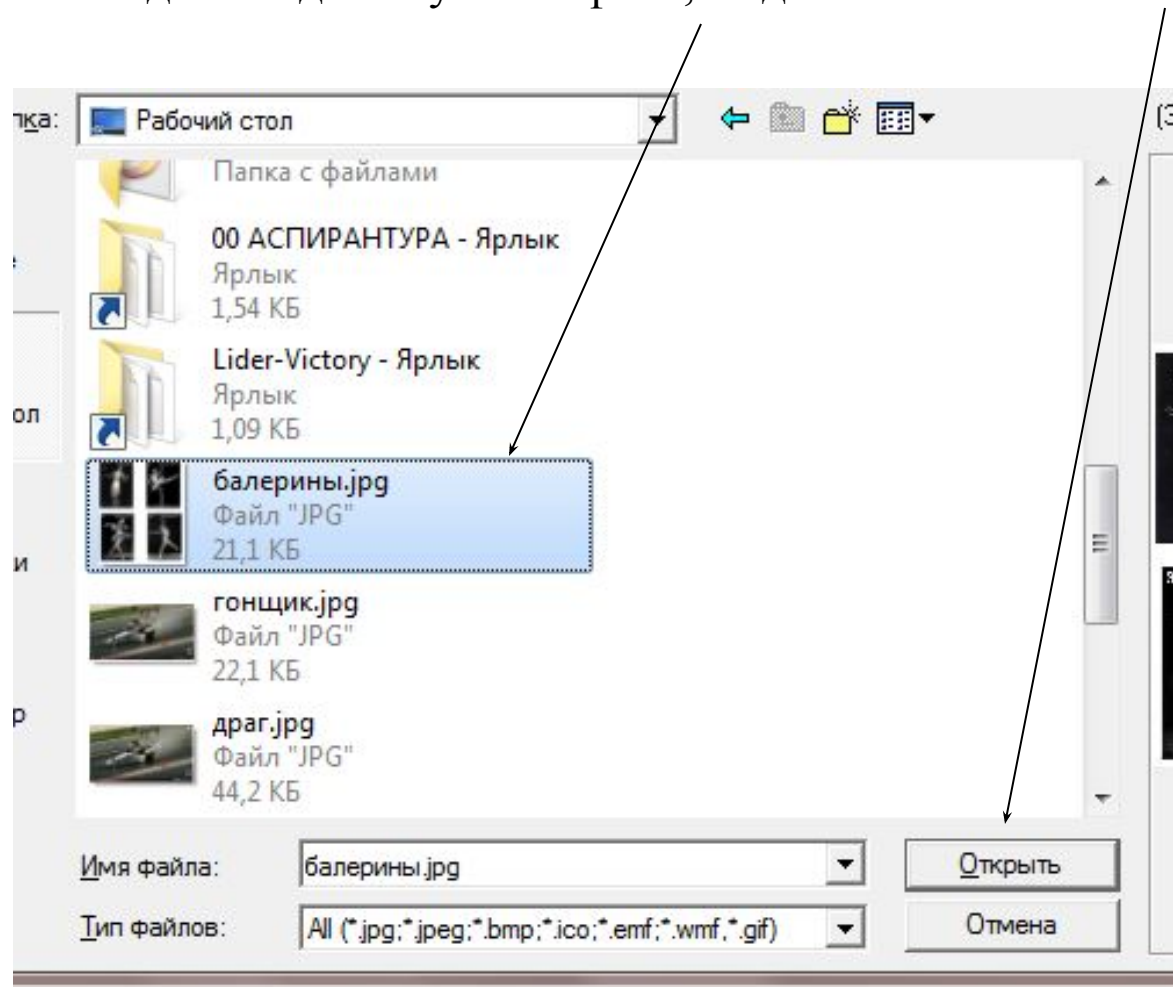 пка:
Рабочий стол
Папка с файлами
00 АСПИРАНТУРА - Ярлык
Ярлык
1,54 КБ
Lider-Victory - Ярлык
Ярлык
1,09 КБ
ол
балерины.jpg
Файл "JPG"
21,1 КБ
и
гонщик.jpg
Файл "JPG"
22,1 КБ
р
драг.jpg
Файл "JPG"
44,2 КБ
Имя файла:
балерины.jpg
Открыть
Тип файлов:
All (*.jpg;*.jpeg;*.bmp;*.ico;*.emf;*.wmf,*.gif)
Отмена